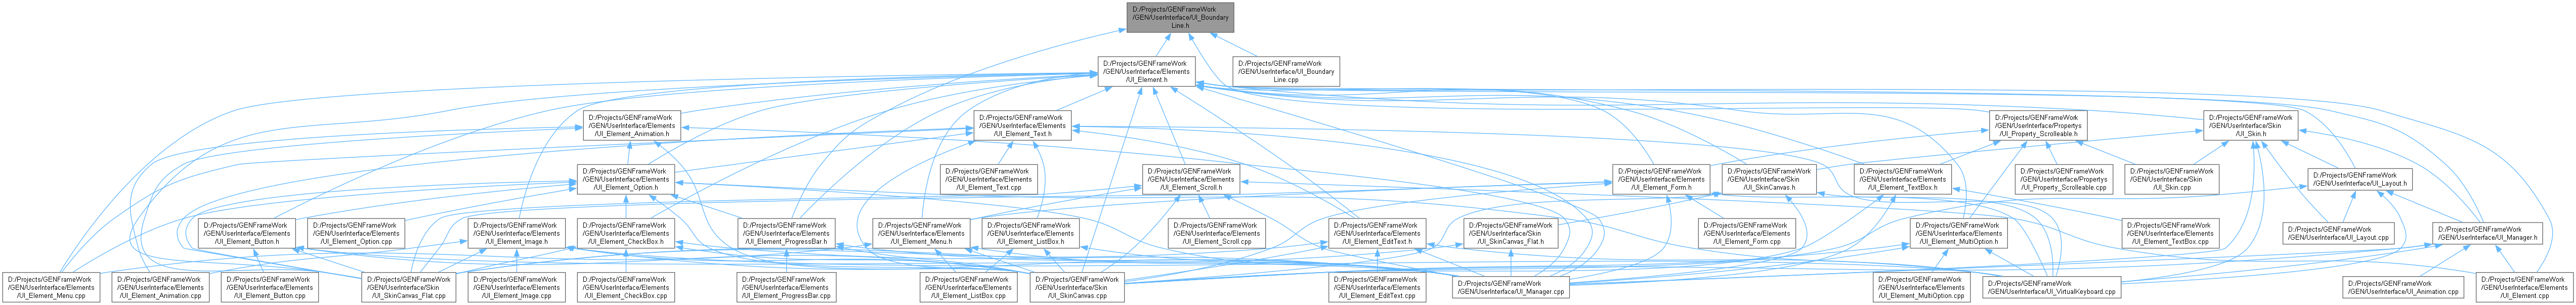 D:/Projects/GENFrameWork
/GEN/UserInterface/UI_Boundary
Line.h
D:/Projects/GENFrameWork
/GEN/UserInterface/Elements
/UI_Element.h
D:/Projects/GENFrameWork
/GEN/UserInterface/UI_Boundary
Line.cpp
D:/Projects/GENFrameWork
/GEN/UserInterface/Elements
/UI_Element_Animation.h
D:/Projects/GENFrameWork
/GEN/UserInterface/Elements
/UI_Element_Text.h
D:/Projects/GENFrameWork
/GEN/UserInterface/Propertys
/UI_Property_Scrolleable.h
D:/Projects/GENFrameWork
/GEN/UserInterface/Skin
/UI_Skin.h
D:/Projects/GENFrameWork
/GEN/UserInterface/Elements
/UI_Element_Option.h
D:/Projects/GENFrameWork
/GEN/UserInterface/Elements
/UI_Element_Text.cpp
D:/Projects/GENFrameWork
/GEN/UserInterface/Elements
/UI_Element_Scroll.h
D:/Projects/GENFrameWork
/GEN/UserInterface/Elements
/UI_Element_Form.h
D:/Projects/GENFrameWork
/GEN/UserInterface/Skin
/UI_SkinCanvas.h
D:/Projects/GENFrameWork
/GEN/UserInterface/Elements
/UI_Element_TextBox.h
D:/Projects/GENFrameWork
/GEN/UserInterface/Propertys
/UI_Property_Scrolleable.cpp
D:/Projects/GENFrameWork
/GEN/UserInterface/Skin
/UI_Skin.cpp
D:/Projects/GENFrameWork
/GEN/UserInterface/UI_Layout.h
D:/Projects/GENFrameWork
/GEN/UserInterface/Elements
/UI_Element_Button.h
D:/Projects/GENFrameWork
/GEN/UserInterface/Elements
/UI_Element_Option.cpp
D:/Projects/GENFrameWork
/GEN/UserInterface/Elements
/UI_Element_Image.h
D:/Projects/GENFrameWork
/GEN/UserInterface/Elements
/UI_Element_CheckBox.h
D:/Projects/GENFrameWork
/GEN/UserInterface/Elements
/UI_Element_ProgressBar.h
D:/Projects/GENFrameWork
/GEN/UserInterface/Elements
/UI_Element_Menu.h
D:/Projects/GENFrameWork
/GEN/UserInterface/Elements
/UI_Element_ListBox.h
D:/Projects/GENFrameWork
/GEN/UserInterface/Elements
/UI_Element_Scroll.cpp
D:/Projects/GENFrameWork
/GEN/UserInterface/Elements
/UI_Element_EditText.h
D:/Projects/GENFrameWork
/GEN/UserInterface/Skin
/UI_SkinCanvas_Flat.h
D:/Projects/GENFrameWork
/GEN/UserInterface/Elements
/UI_Element_Form.cpp
D:/Projects/GENFrameWork
/GEN/UserInterface/Elements
/UI_Element_MultiOption.h
D:/Projects/GENFrameWork
/GEN/UserInterface/Elements
/UI_Element_TextBox.cpp
D:/Projects/GENFrameWork
/GEN/UserInterface/UI_Layout.cpp
D:/Projects/GENFrameWork
/GEN/UserInterface/UI_Manager.h
D:/Projects/GENFrameWork
/GEN/UserInterface/Elements
/UI_Element_Menu.cpp
D:/Projects/GENFrameWork
/GEN/UserInterface/Elements
/UI_Element_Animation.cpp
D:/Projects/GENFrameWork
/GEN/UserInterface/Elements
/UI_Element_Button.cpp
D:/Projects/GENFrameWork
/GEN/UserInterface/Skin
/UI_SkinCanvas_Flat.cpp
D:/Projects/GENFrameWork
/GEN/UserInterface/Elements
/UI_Element_Image.cpp
D:/Projects/GENFrameWork
/GEN/UserInterface/Elements
/UI_Element_CheckBox.cpp
D:/Projects/GENFrameWork
/GEN/UserInterface/Elements
/UI_Element_ProgressBar.cpp
D:/Projects/GENFrameWork
/GEN/UserInterface/Elements
/UI_Element_ListBox.cpp
D:/Projects/GENFrameWork
/GEN/UserInterface/Skin
/UI_SkinCanvas.cpp
D:/Projects/GENFrameWork
/GEN/UserInterface/Elements
/UI_Element_EditText.cpp
D:/Projects/GENFrameWork
/GEN/UserInterface/UI_Manager.cpp
D:/Projects/GENFrameWork
/GEN/UserInterface/Elements
/UI_Element_MultiOption.cpp
D:/Projects/GENFrameWork
/GEN/UserInterface/UI_VirtualKeyboard.cpp
D:/Projects/GENFrameWork
/GEN/UserInterface/UI_Animation.cpp
D:/Projects/GENFrameWork
/GEN/UserInterface/Elements
/UI_Element.cpp